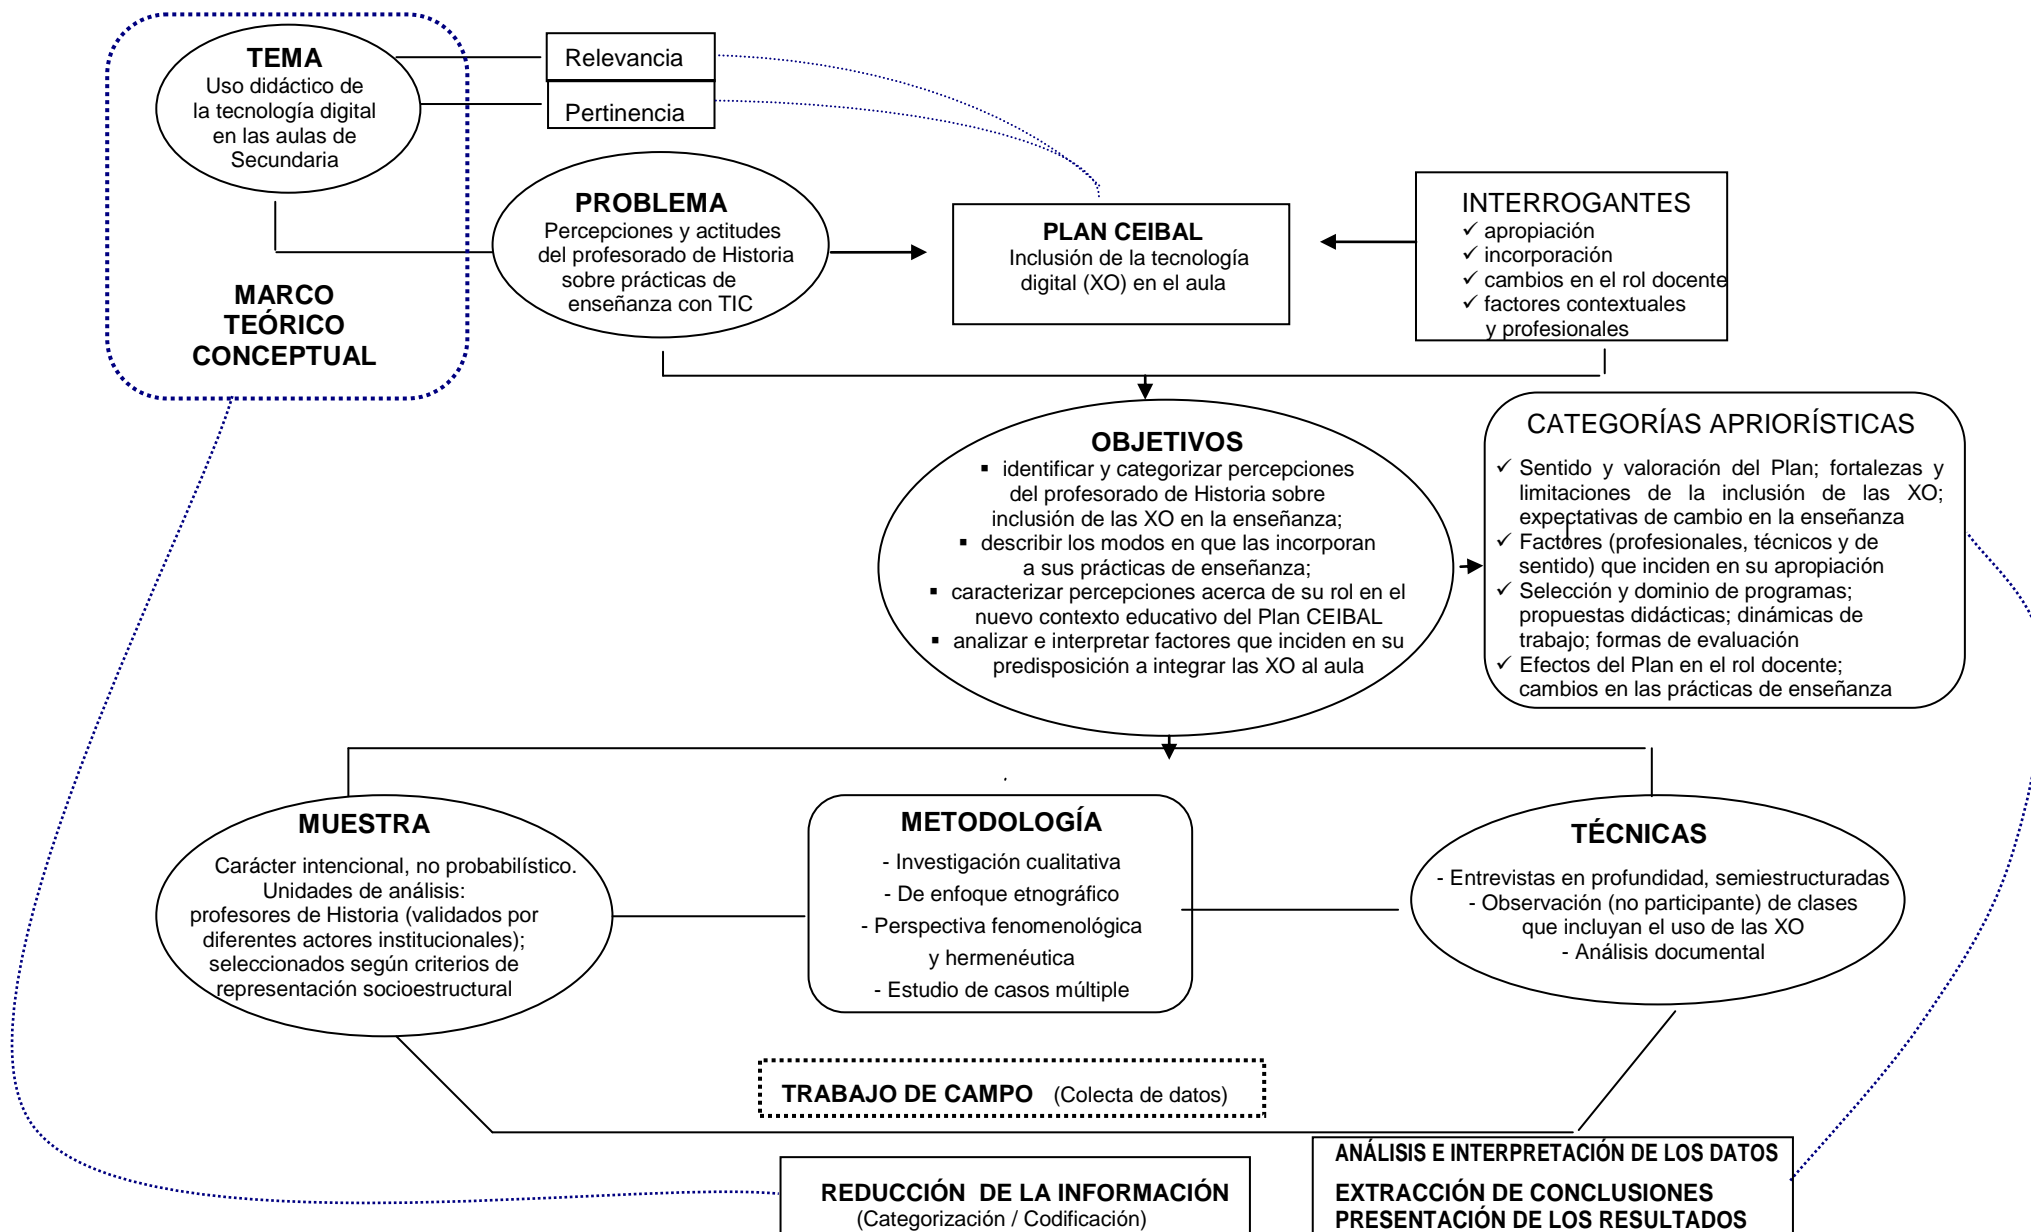 TEMA
Uso didáctico de
la tecnología digital
en las aulas de
Secundaria
Relevancia
Pertinencia
MARCO
TEÓRICO
CONCEPTUAL
PROBLEMA
Percepciones y actitudes
del profesorado de Historia
sobre prácticas de
enseñanza con TIC
PLAN CEIBAL
Inclusión de la tecnología
digital (XO) en el aula
INTERROGANTES
✓ apropiación
✓ incorporación
✓ cambios en el rol docente
✓ factores contextuales
y profesionales
OBJETIVOS
▪ identificar y categorizar percepciones
del profesorado de Historia sobre
inclusión de las XO en la enseñanza;
▪ describir los modos en que las incorporan
a sus prácticas de enseñanza;
▪ caracterizar percepciones acerca de su rol en el
nuevo contexto educativo del Plan CEIBAL
▪ analizar e interpretar factores que inciden en su
predisposición a integrar las XO al aula
CATEGORÍAS APRIORÍSTICAS
✓ Sentido y valoración del Plan; fortalezas y
limitaciones de la inclusión de las XO;
expectativas de cambio en la enseñanza
✓ Factores (profesionales, técnicos y de
sentido) que inciden en su apropiación
✓ Selección y dominio de programas;
propuestas didácticas; dinámicas de
trabajo; formas de evaluación
✓ Efectos del Plan en el rol docente;
cambios en las prácticas de enseñanza
MUESTRA
Carácter intencional, no probabilístico.
Unidades de análisis:
profesores de Historia (validados por
diferentes actores institucionales);
seleccionados según criterios de
representación socioestructural
METODOLOGÍA
- Investigación cualitativa
- De enfoque etnográfico
- Perspectiva fenomenológica
y hermenéutica
- Estudio de casos múltiple
TÉCNICAS
- Entrevistas en profundidad, semiestructuradas
- Observación (no participante) de clases
que incluyan el uso de las XO
- Análisis documental
TRABAJO DE CAMPO (Colecta de datos)
REDUCCIÓN DE LA INFORMACIÓN
(Categorización / Codificación)
ANÁLISIS E INTERPRETACIÓN DE LOS DATOS
EXTRACCIÓN DE CONCLUSIONES
PRESENTACIÓN DE LOS RESULTADOS